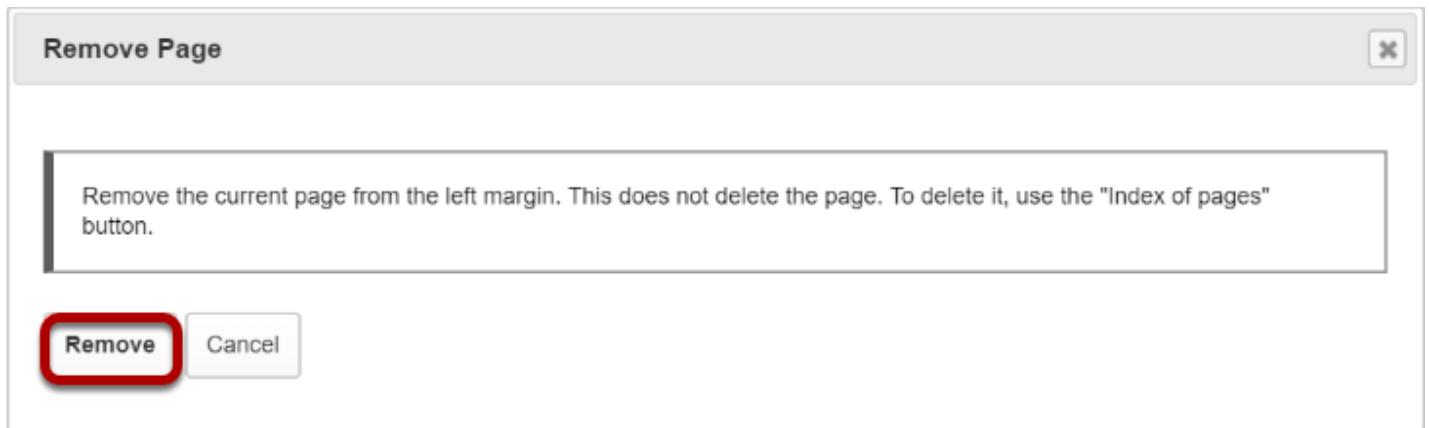 Remove Page
Remove the current page from the left margin. This does not delete the page. To delete it, use the "Index of pages"
button.
Remove
Cancel